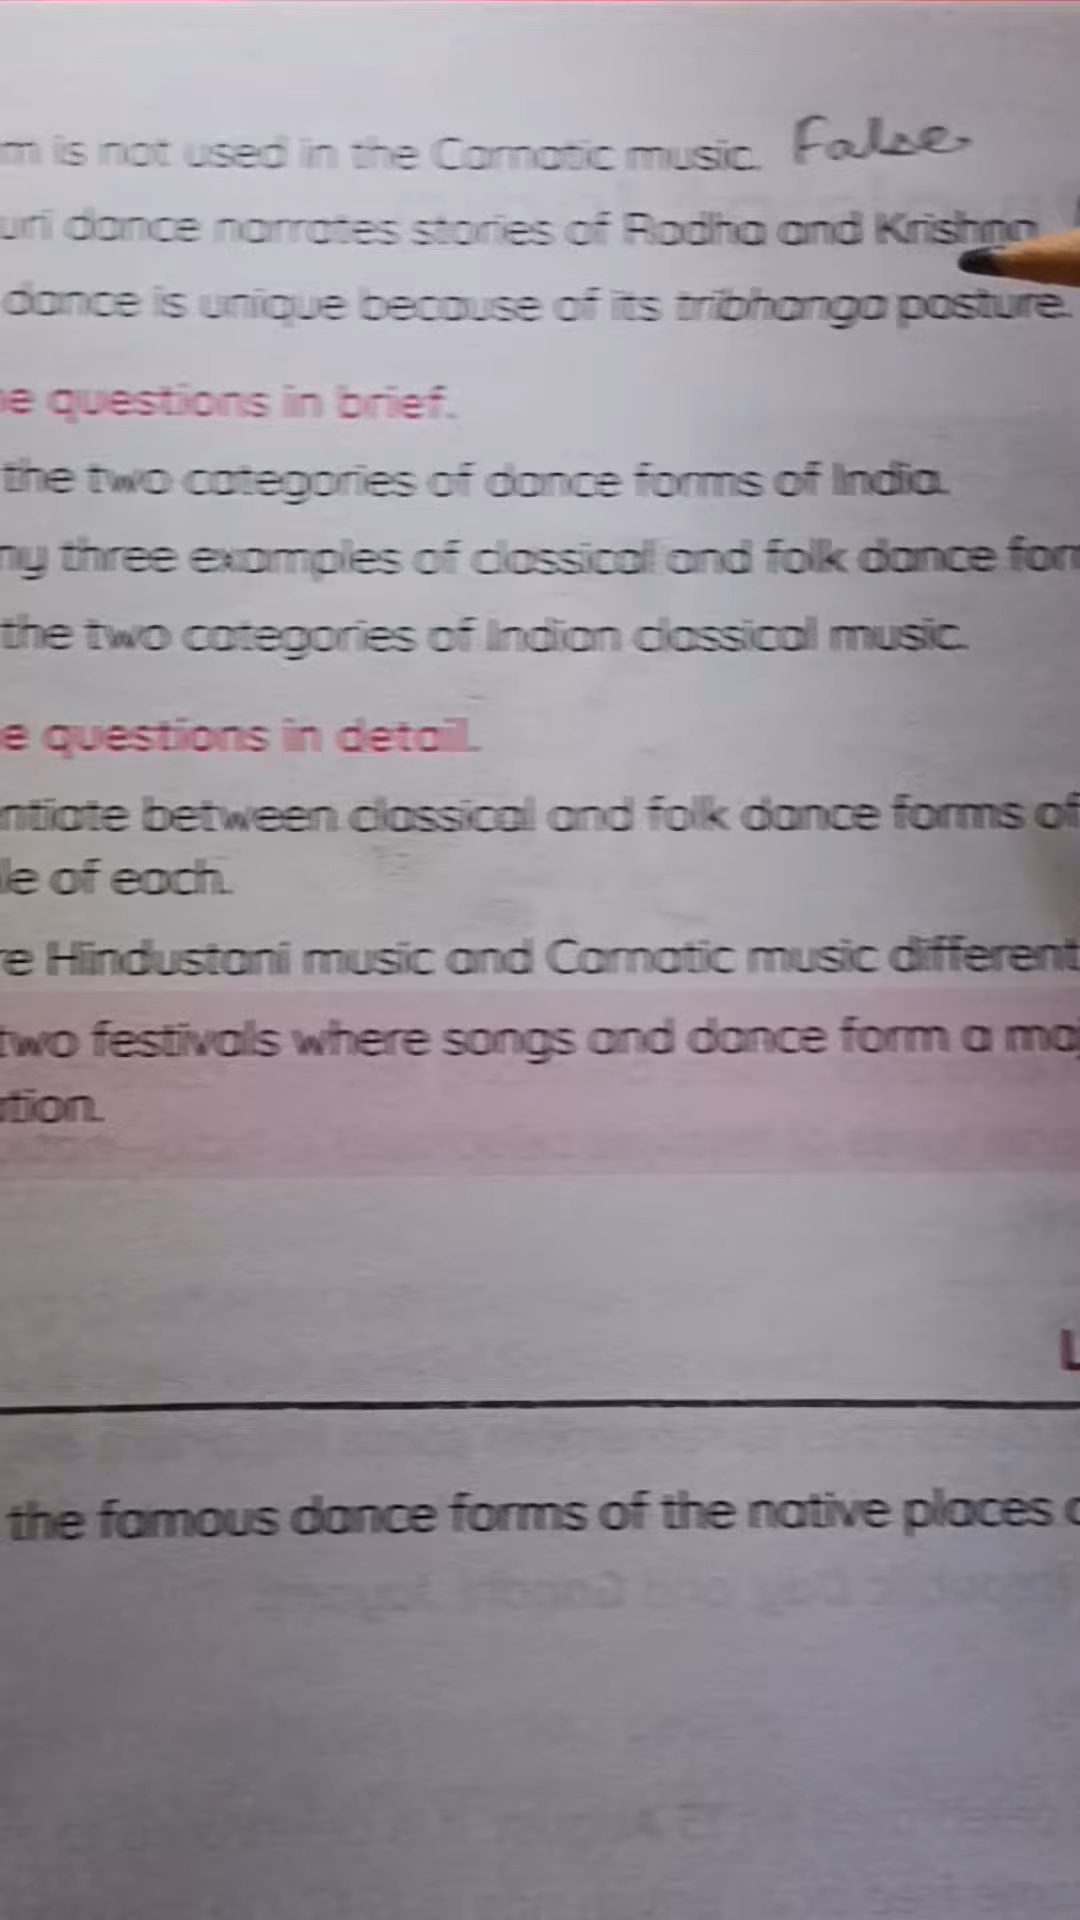 m is not used in the Carnatic music. False
uri dance narrates stories of Radha and Krishna
dance is unique because of its tribhanga posture.
e questions in brief.
the two categories of dance forms of India.
ny three examples of classical and folk dance for
the two categories of Indian classical music.
e questions in detail.
ntiate between classical and folk dance forms of
le of each.
re Hindustani music and Carnatic music different
two festivals where songs and dance form a maj
ation.
L
the famous dance forms of the native places o